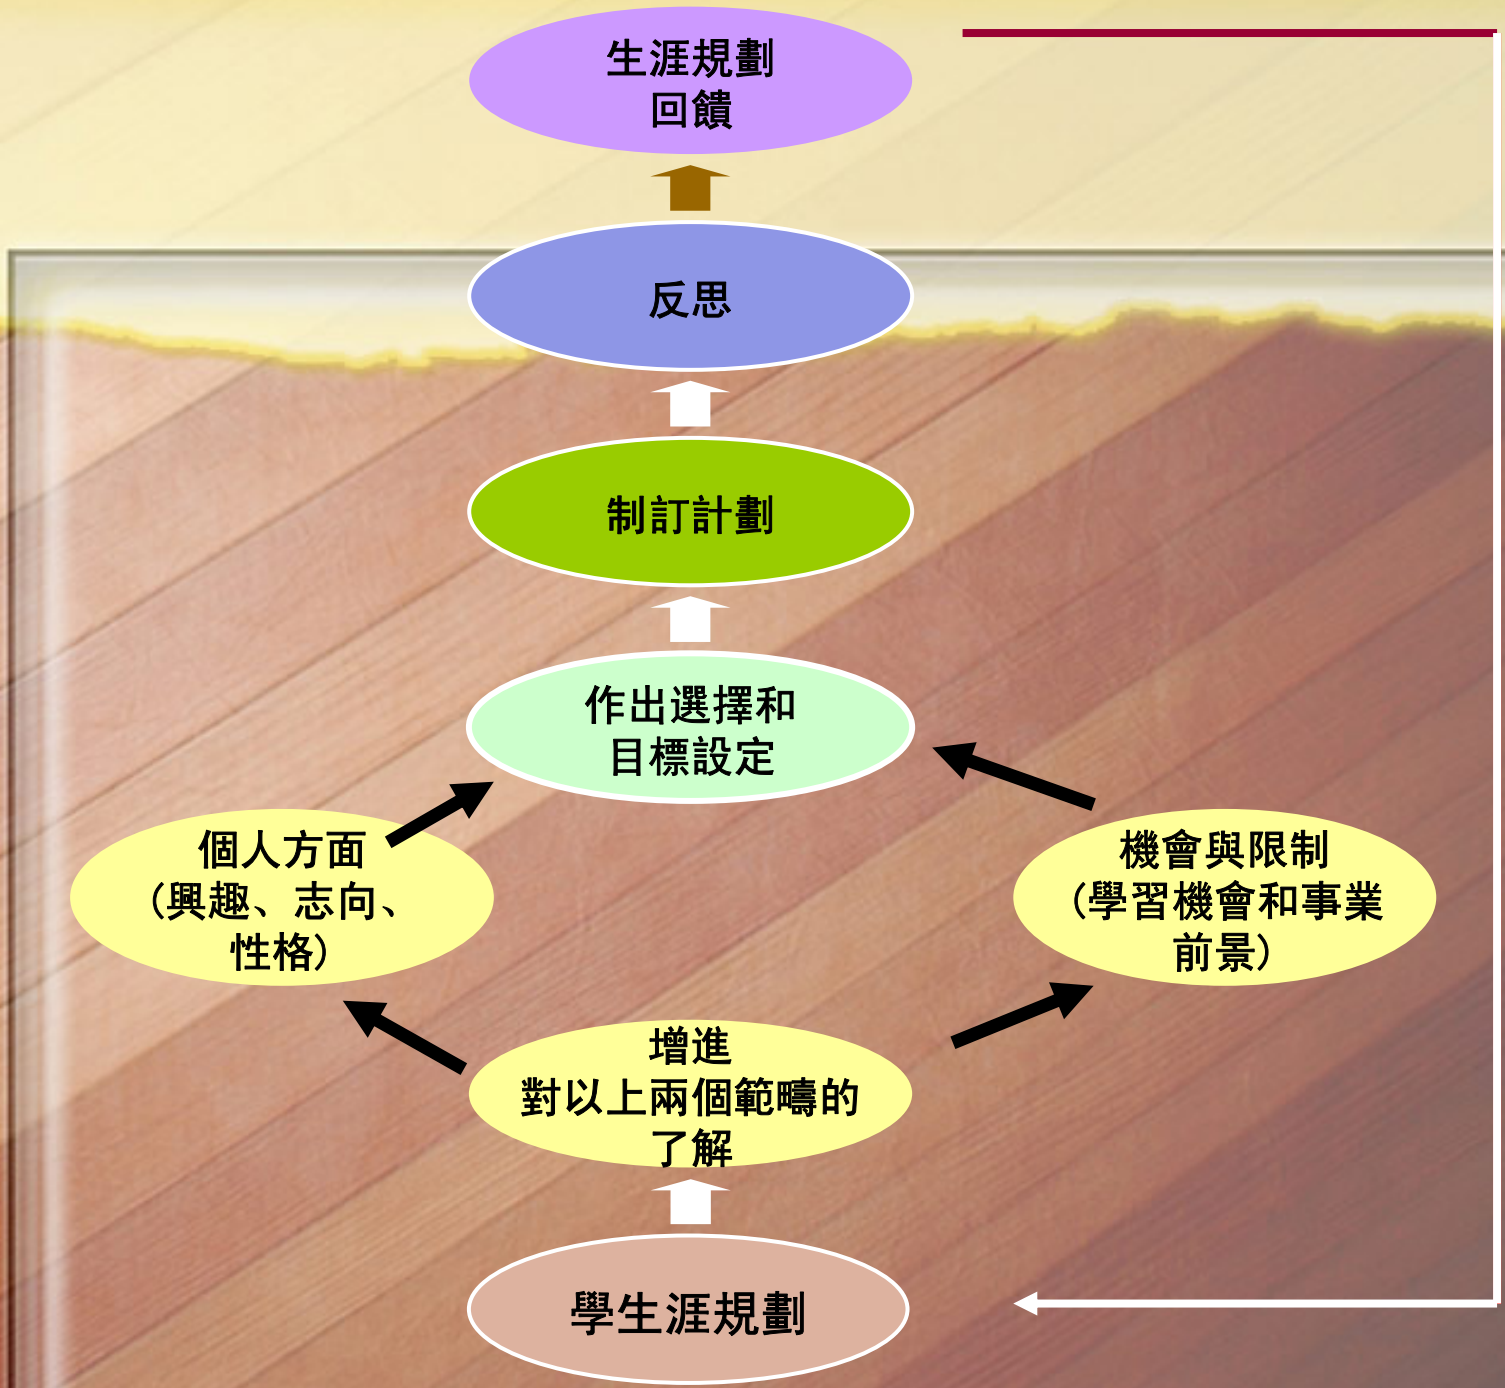 生涯規劃
回饋
反思
制訂計劃
作出選擇和
目標設定
個人方面
(興趣、志向、
性格)
機會與限制
(學習機會和事業
前景)
增進
對以上兩個範疇的
了解
學生涯規劃